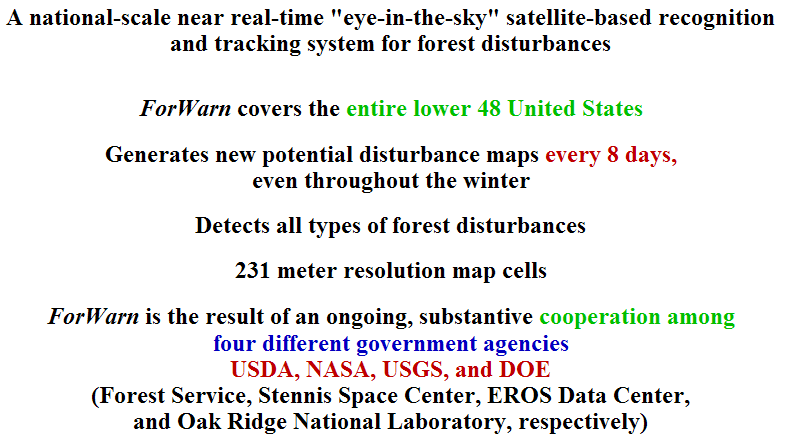 A national-scale near real-time "eye-in-the-sky" satellite-based recognition
and tracking system for forest disturbances
ForWarn covers the entire lower 48 United States
Generates new potential disturbance maps every 8 days,
even throughout the winter
Detects all types of forest disturbances
231 meter resolution map cells
ForWarn is the result of an ongoing, substantive cooperation among
four different government agencies
USDA, NASA, USGS, and DOE
(Forest Service, Stennis Space Center, EROS Data Center,
and Oak Ridge National Laboratory, respectively)